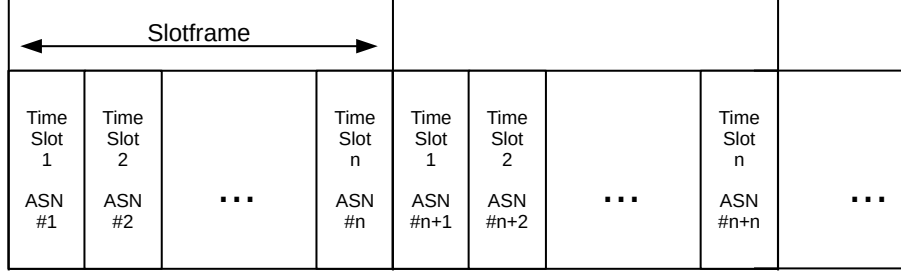 Slotframe
Time
Slot
1
ASN
#1
Time
Slot
2
ASN
#2
...
Time
Slot
n
ASN
#n
Time
Slot
1
ASN
#n+1
Time
Slot
2
ASN
#n+2
...
Time
Slot
n
ASN
#n+n
...